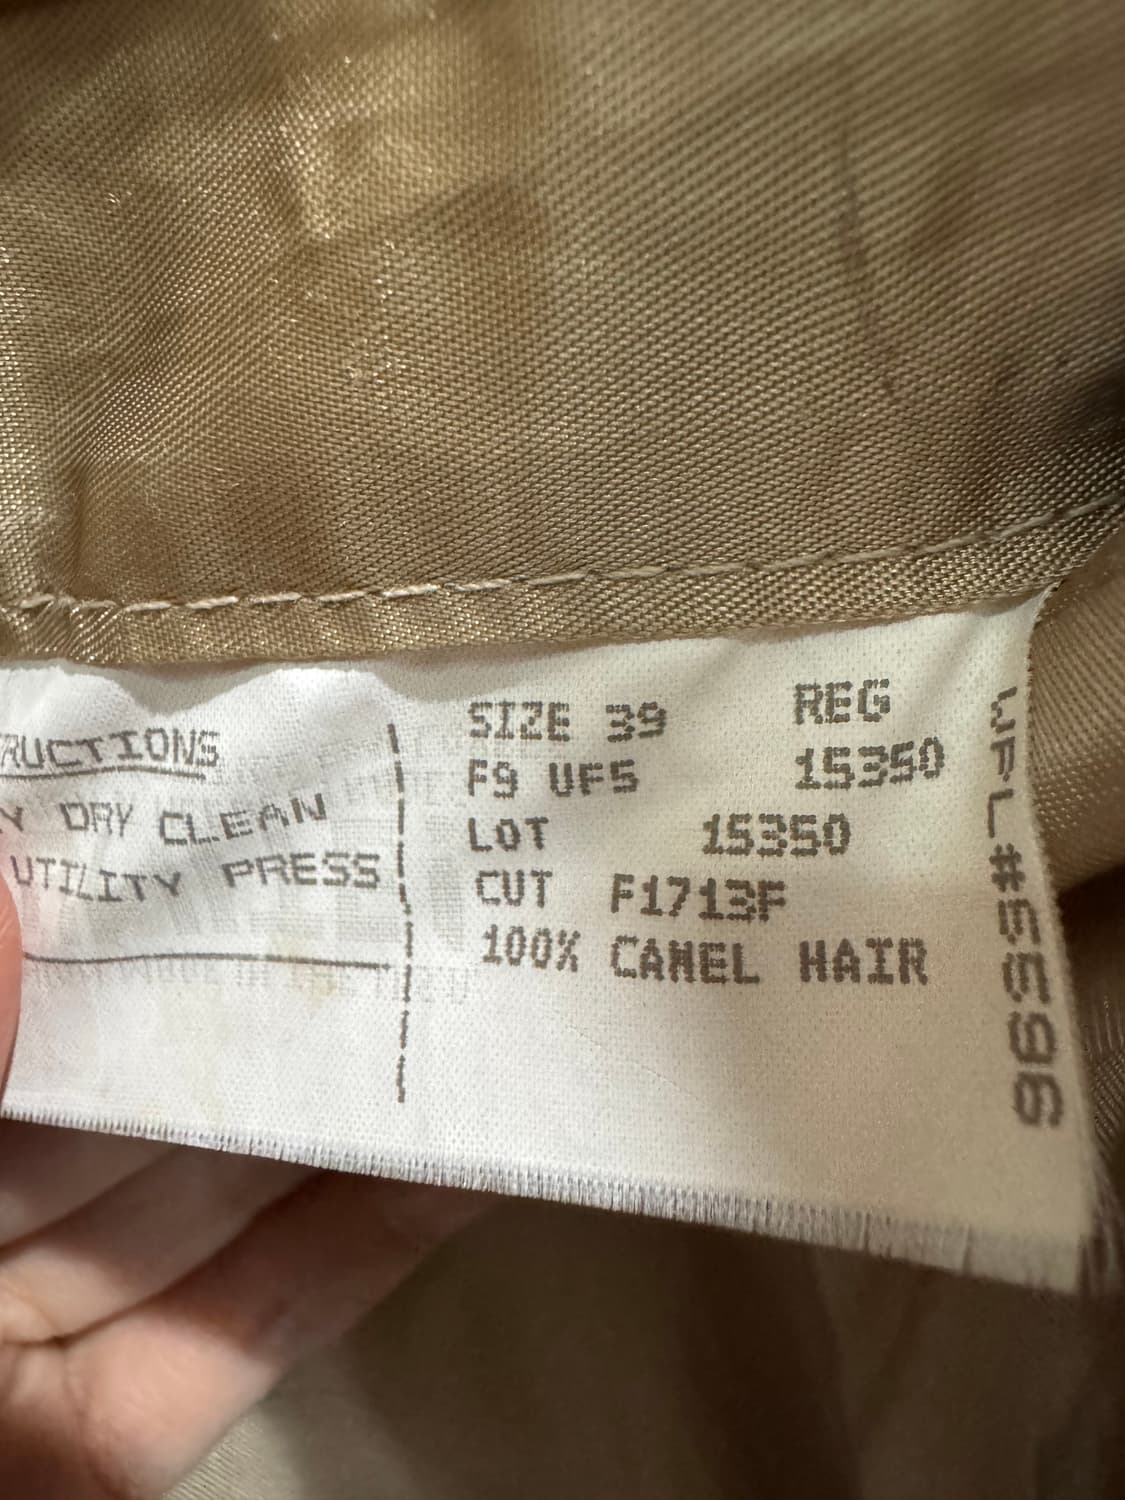 RUCTIONS
Y DRY CLEAN
UTILITY PRESS
SIZE 39 REG
F9 UF5 15350
LOT 15350
CUT F1713F
100% CAMEL HAIR
WPL#5596